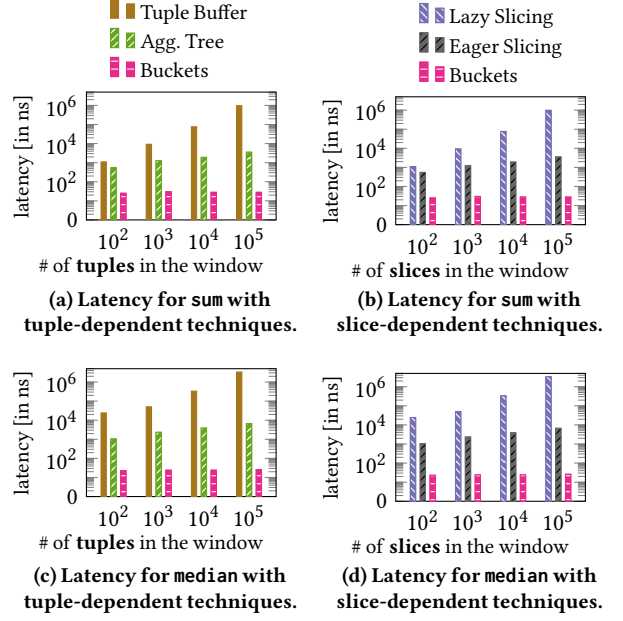 Tuple Buffer
Agg. Tree
Buckets
latency [in ns]
10^6
10^4
10^2
0
10^2 10^3 10^4 10^5
# of tuples in the window
(a) Latency for sum with
tuple-dependent techniques.
Lazy Slicing
Eager Slicing
Buckets
latency [in ns]
10^6
10^4
10^2
0
10^2 10^3 10^4 10^5
# of slices in the window
(b) Latency for sum with
slice-dependent techniques.
latency [in ns]
10^6
10^4
10^2
0
10^2 10^3 10^4 10^5
# of tuples in the window
(c) Latency for median with
tuple-dependent techniques.
latency [in ns]
10^6
10^4
10^2
0
10^2 10^3 10^4 10^5
# of slices in the window
(d) Latency for median with
slice-dependent techniques.